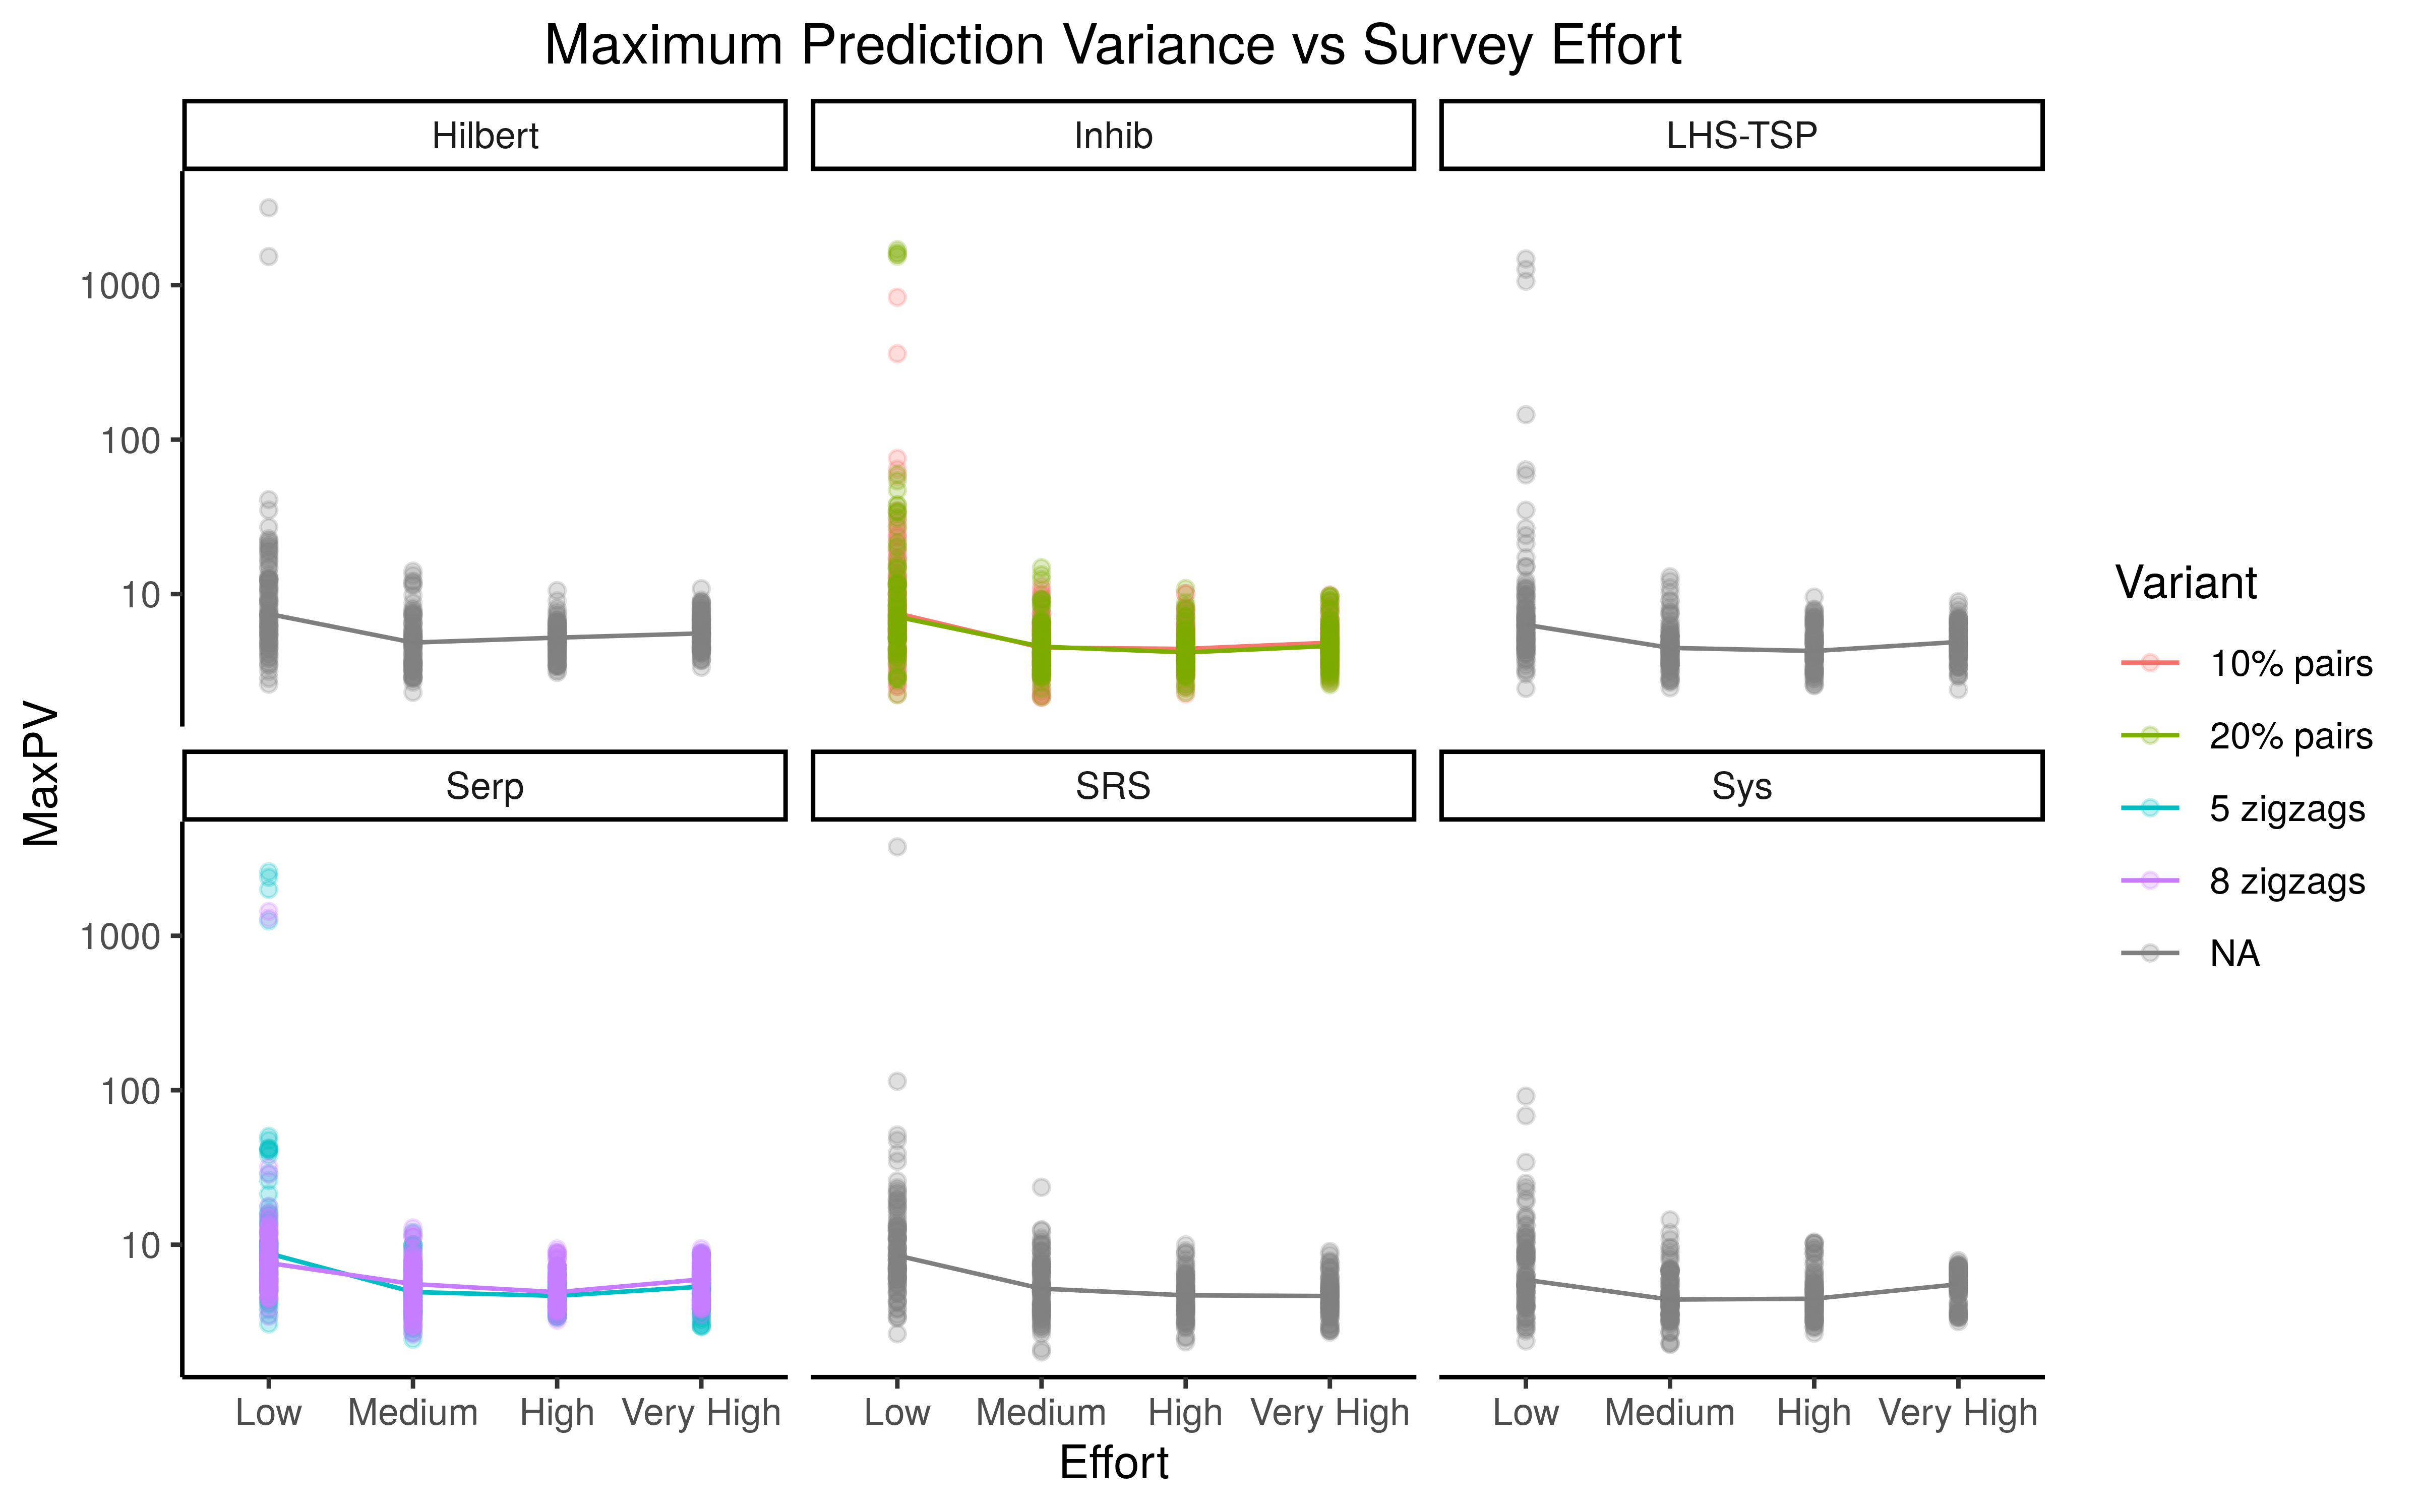 Maximum Prediction Variance vs Survey Effort
Hilbert
Inhib
LHS-TSP
1000
100
10
MaxPV
Serp
SRS
Sys
1000
100
10
Low Medium High Very High
Low Medium High Very High
Low Medium High Very High
Effort
Variant
10% pairs
20% pairs
5 zigzags
8 zigzags
NA